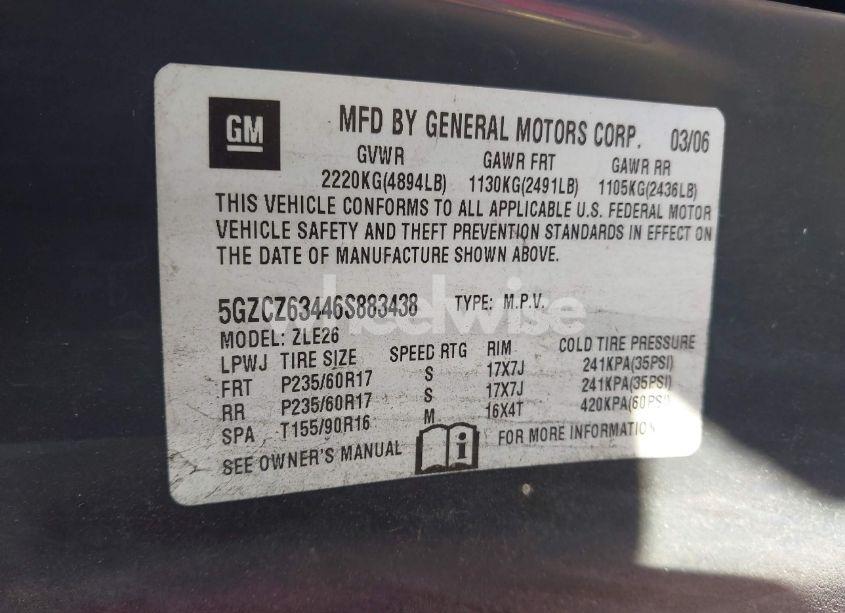 GM MFD BY GENERAL MOTORS CORP. 03/06
GVWR GAWR FRT GAWR RR
2220KG(4894LB) 1130KG(2491LB) 1105KG(2436LB)
THIS VEHICLE CONFORMS TO ALL APPLICABLE U.S. FEDERAL MOTOR
VEHICLE SAFETY AND THEFT PREVENTION STANDARDS IN EFFECT ON
THE DATE OF MANUFACTURE SHOWN ABOVE.
5GZCZ63446S883438 TYPE: M.P.V.
wheelwise
MODEL: ZLE26
LPWJ TIRE SIZE SPEED RTG RIM COLD TIRE PRESSURE
FRT P235/60R17 S 17X7J 241KPA(35PSI)
RR P235/60R17 S 17X7J 241KPA(35PSI)
SPA T155/90R16 M 16X4T 420KPA(60PSI)
SEE OWNER'S MANUAL i FOR MORE INFORMATION